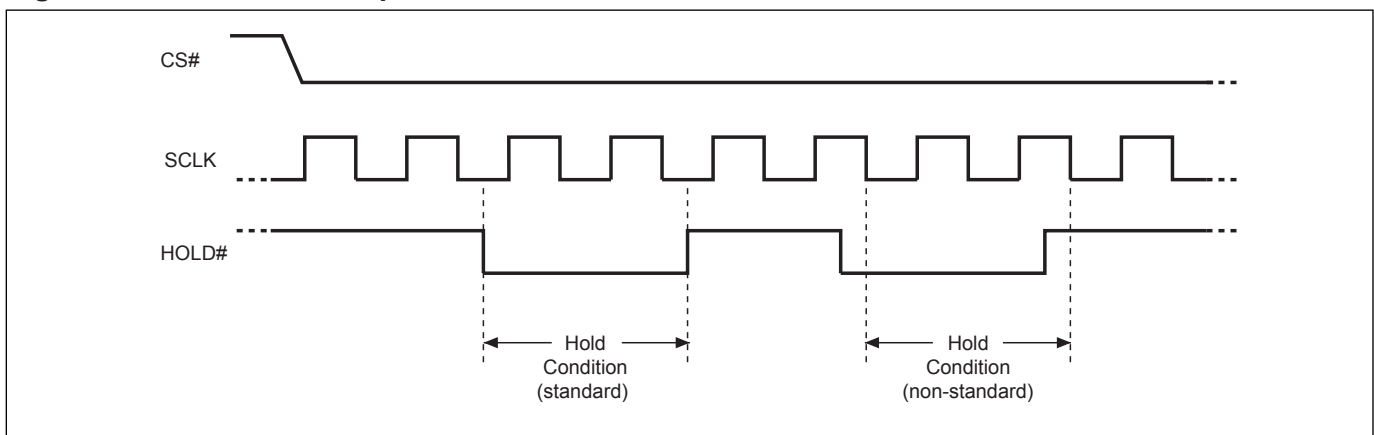 CS#
SCLK
HOLD#
Hold
Condition
(standard)
Hold
Condition
(non-standard)